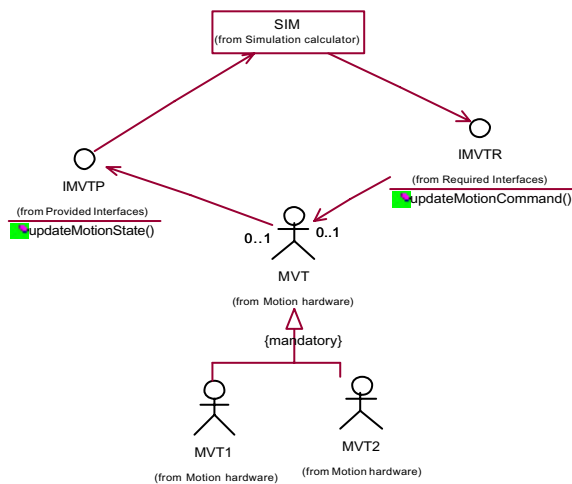 SIM
(from Simulation calculator)
IMVTP
(from Provided Interfaces)
updateMotionState()
IMVTR
(from Required Interfaces)
updateMotionCommand()
0..1
0..1
MVT
(from Motion hardware)
{mandatory}
MVT1
(from Motion hardware)
MVT2
(from Motion hardware)